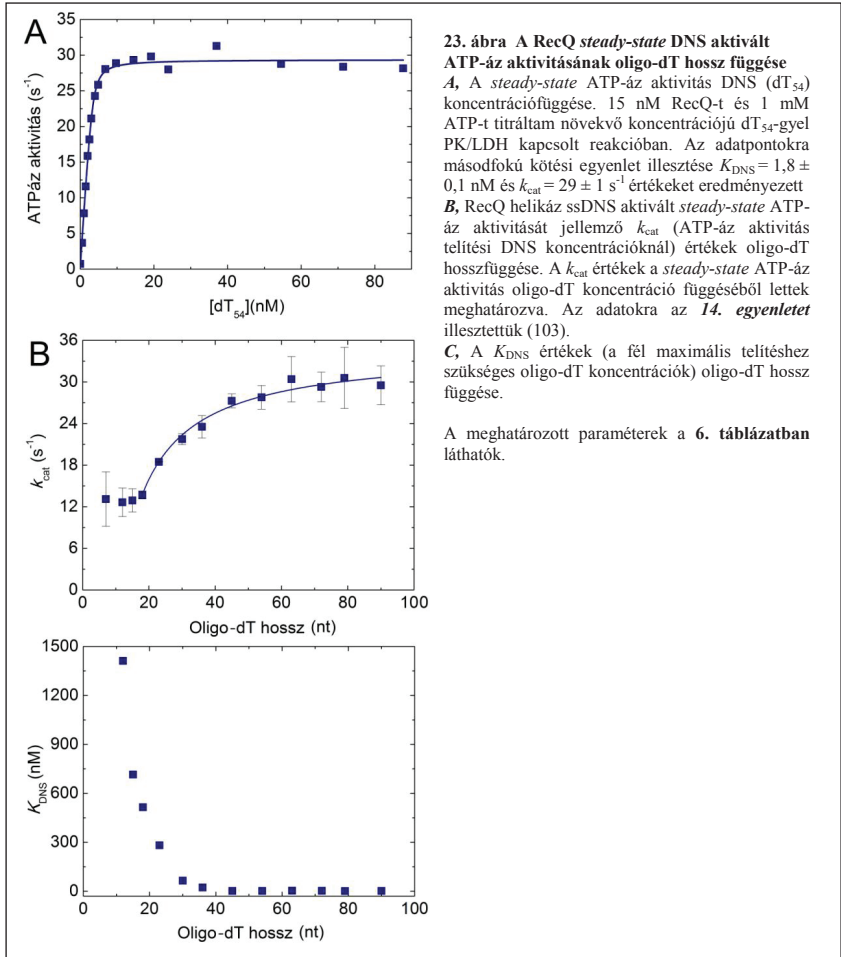 A
35
30
25
20
15
10
5
0
ATPáz aktivitás (s⁻¹)
0 20 40 60 80
[dT₅₄](nM)
B
36
30
24
18
12
6
0
k_cat (s⁻¹)
0 20 40 60 80 100
Oligo-dT hossz (nt)
1500
1200
900
600
300
0
K_DNS (nM)
0 20 40 60 80 100
Oligo-dT hossz (nt)
23. ábra A RecQ steady-state DNS aktivált
ATP-áz aktivitásának oligo-dT hossz függése
A, A steady-state ATP-áz aktivitás DNS (dT₅₄)
koncentrációfüggése. 15 nM RecQ-t és 1 mM
ATP-t titráltam növekvő koncentrációjú dT₅₄-gyel
PK/LDH kapcsolt reakcióban. Az adatpontokra
másodfokú kötési egyenlet illesztése K_DNS = 1,8 ±
0,1 nM és k_cat = 29 ± 1 s⁻¹ értékeket eredményezett
B, RecQ helikáz ssDNS aktivált steady-state ATP-
áz aktivitását jellemző k_cat (ATP-áz aktivitás
telítési DNS koncentrációknál) értékek oligo-dT
hosszfüggése. A k_cat értékek a steady-state ATP-áz
aktivitás oligo-dT koncentráció függéséből lettek
meghatározva. Az adatokra az 14. egyenletet
illesztettük (103).
C, A K_DNS értékek (a fél maximális telítéshez
szükséges oligo-dT koncentrációk) oligo-dT hossz
függése.
A meghatározott paraméterek a 6. táblázatban
láthatók.